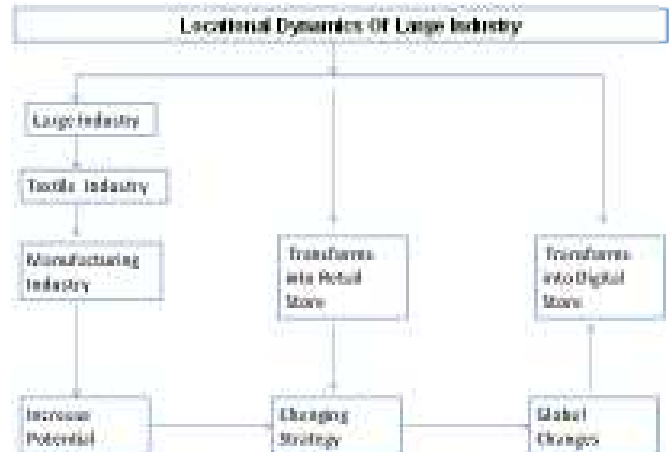 Locational Dynamics Of Large Industry
Large Industry
Textile Industry
Manufacturing
Industry
Transforms
into Retail
Store
Transforms
into Digital
Store
Increase
Potential
Changing
Strategy
Global
Changes